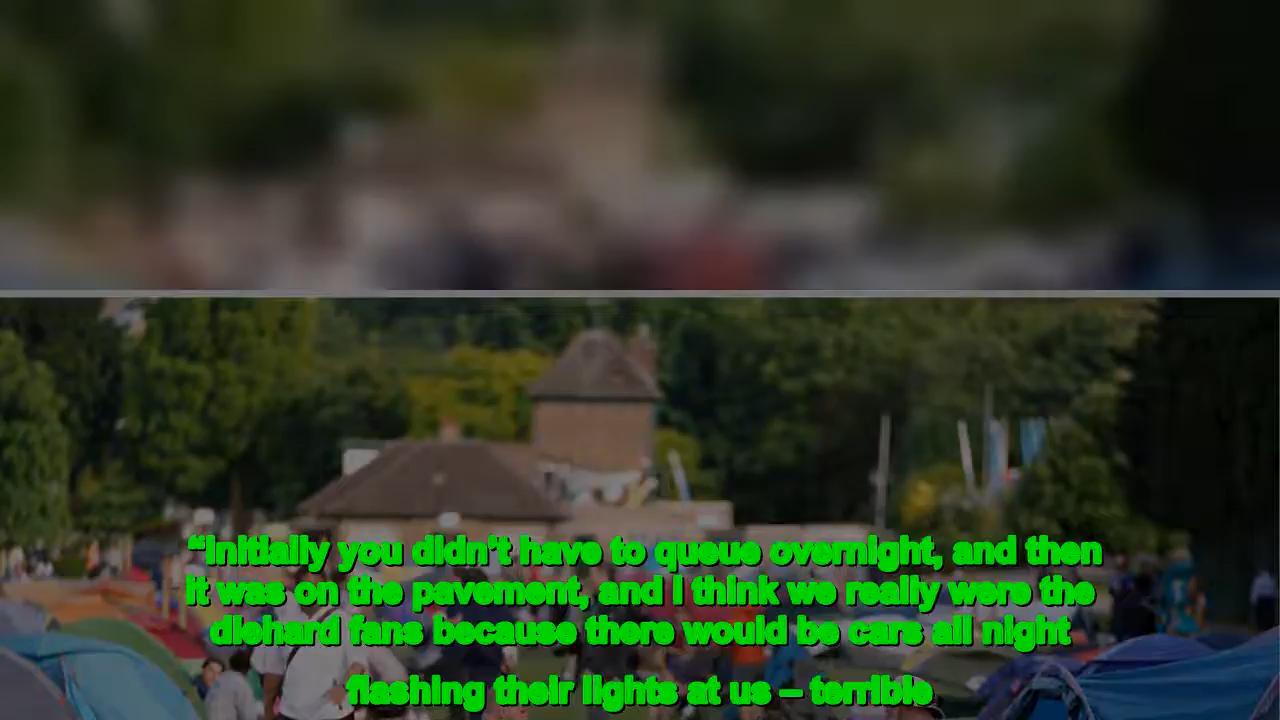 “Initially you didn’t have to queue overnight, and then
it was on the pavement, and I think we really were the
diehard fans because there would be cars all night
flashing their lights at us – terrible